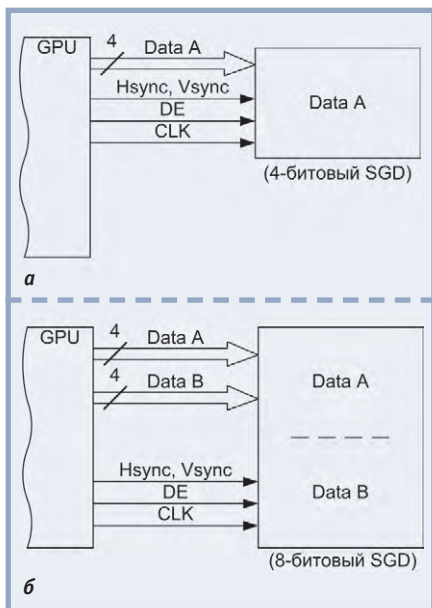 GPU
4
Data A
Hsync, Vsync
DE
CLK
Data A
(4-битовый SGD)
а
GPU
4
Data A
4
Data B
Hsync, Vsync
DE
CLK
Data A
Data B
(8-битовый SGD)
б